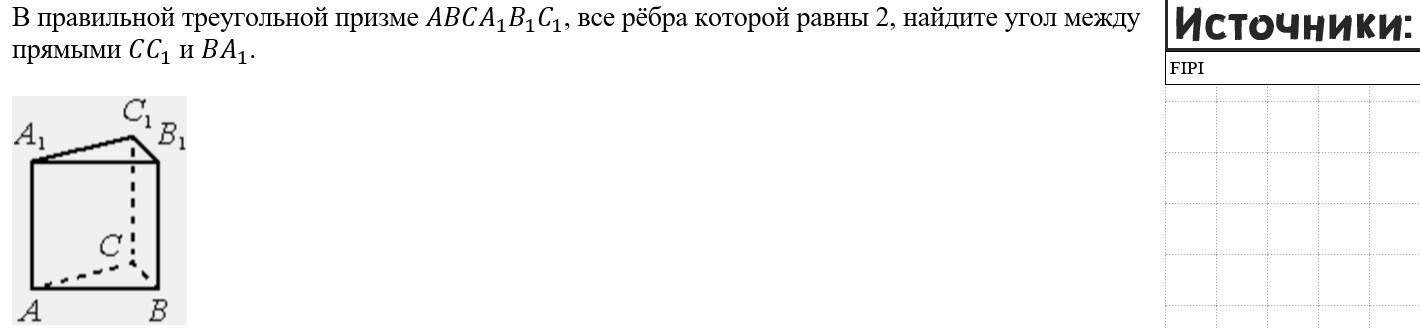 В правильной треугольной призме ABCA₁B₁C₁, все рёбра которой равны 2, найдите угол между
прямыми CC₁ и BA₁.
Источники:
FIPI
C₁
A₁
B₁
C
A
B